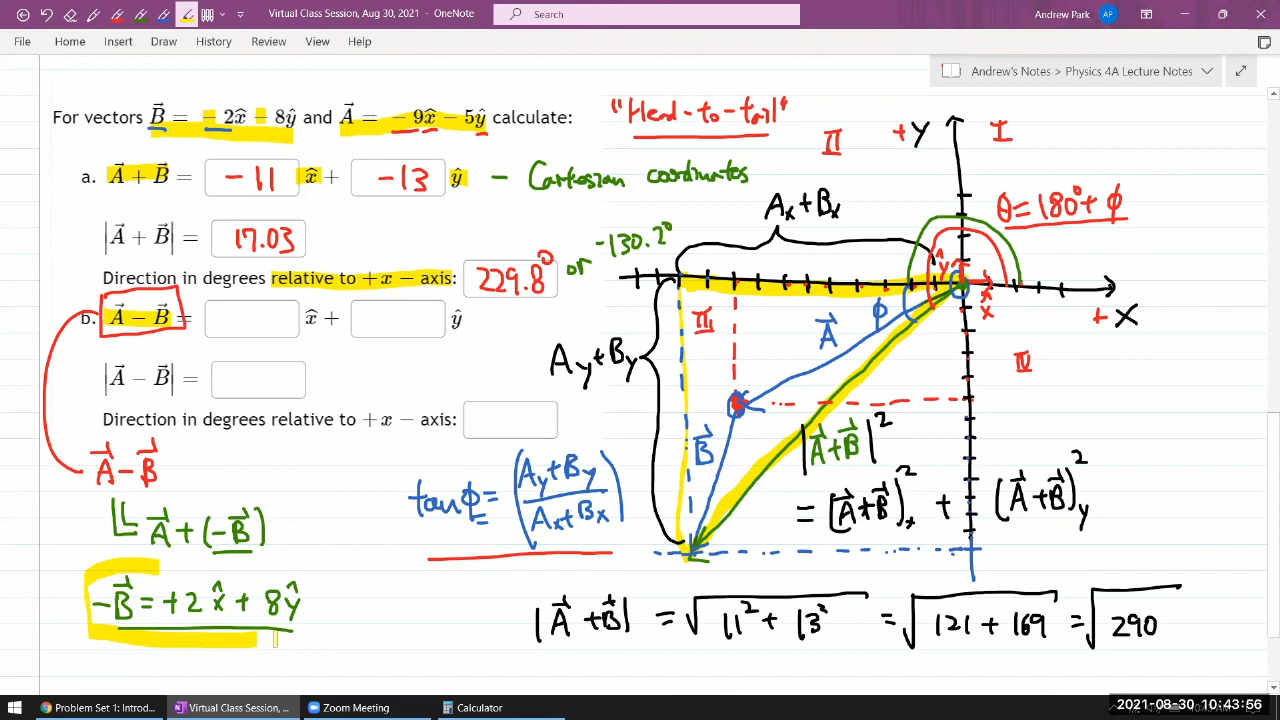 Virtual Class Session, Aug 30, 2021 - OneNote
Search
Andrew Park
AP
File Home Insert Draw History Review View Help
Andrew's Notes > Physics 4A Lecture Notes
For vectors B⃗ = −2x̂ − 8ŷ and A⃗ = −9x̂ − 5ŷ calculate:
a. A⃗ + B⃗ = -11 x̂ + -13 ŷ - Cartesian coordinates
|A⃗ + B⃗| = 17.03
Direction in degrees relative to +x − axis: 229.8° or -130.2°
b. A⃗ − B⃗ = x̂ + ŷ
|A⃗ − B⃗| =
Direction in degrees relative to +x − axis:
A⃗ - B⃗
A⃗ + (-B⃗)
-B⃗ = +2x̂ + 8ŷ
"Head-to-tail"
II +Y I
θ = 180° + φ
Ax + Bx
ŷ
x̂
+ X
III
A⃗
φ
IV
Ay + By
B⃗
tan φ = (Ay + By / Ax + Bx)
|A⃗+B⃗|²
= (A⃗+B⃗)x² + (A⃗+B⃗)y²
|A⃗ + B⃗| = √11² + 13² = √121 + 169 = √290
Problem Set 1: Introd... Virtual Class Session,... Zoom Meeting Calculator
2021-08-30 10:43:56